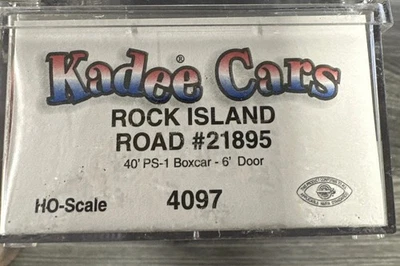 Kadee® Cars
ROCK ISLAND
ROAD #21895
40' PS-1 Boxcar - 6' Door
HO-Scale 4097